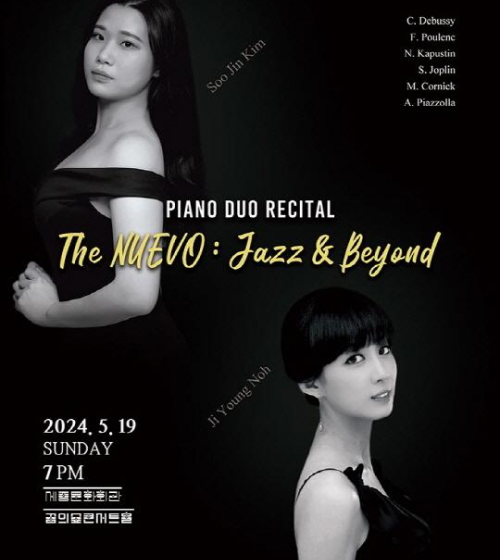 C. Debussy
F. Poulenc
N. Kapustin
S. Joplin
M. Cornick
A. Piazzolla
Soo Jin Kim
PIANO DUO RECITAL
The NUEVO : Jazz & Beyond
Ji Young Noh
2024. 5. 19
SUNDAY
7 PM
세종문화회관
꿈의숲콘서트홀